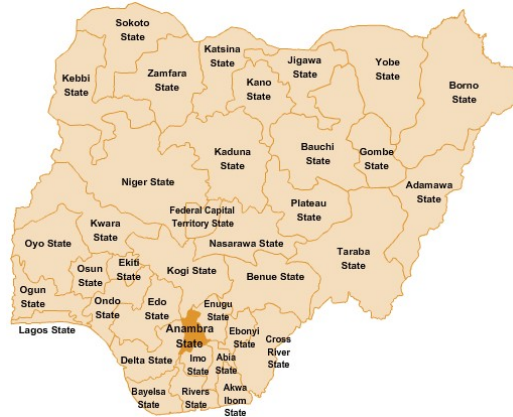 Sokoto
State
Katsina
State
Jigawa
State
Yobe
State
Kebbi
State
Zamfara
State
Kano
State
Borno
State
Kaduna
State
Bauchi
State
Gombe
State
Niger State
Adamawa
State
Federal Capital
Territory State
Plateau
State
Kwara
State
Oyo State
Nasarawa State
Taraba
State
Osun
State
Ekiti
State
Kogi State
Benue State
Ogun
State
Ondo
State
Edo
State
Enugu
State
Lagos State
Anambra
State
Ebonyi
State
Cross
River
State
Delta State
Imo
State
Abia
State
Bayelsa
State
Rivers
State
Akwa
Ibom
State